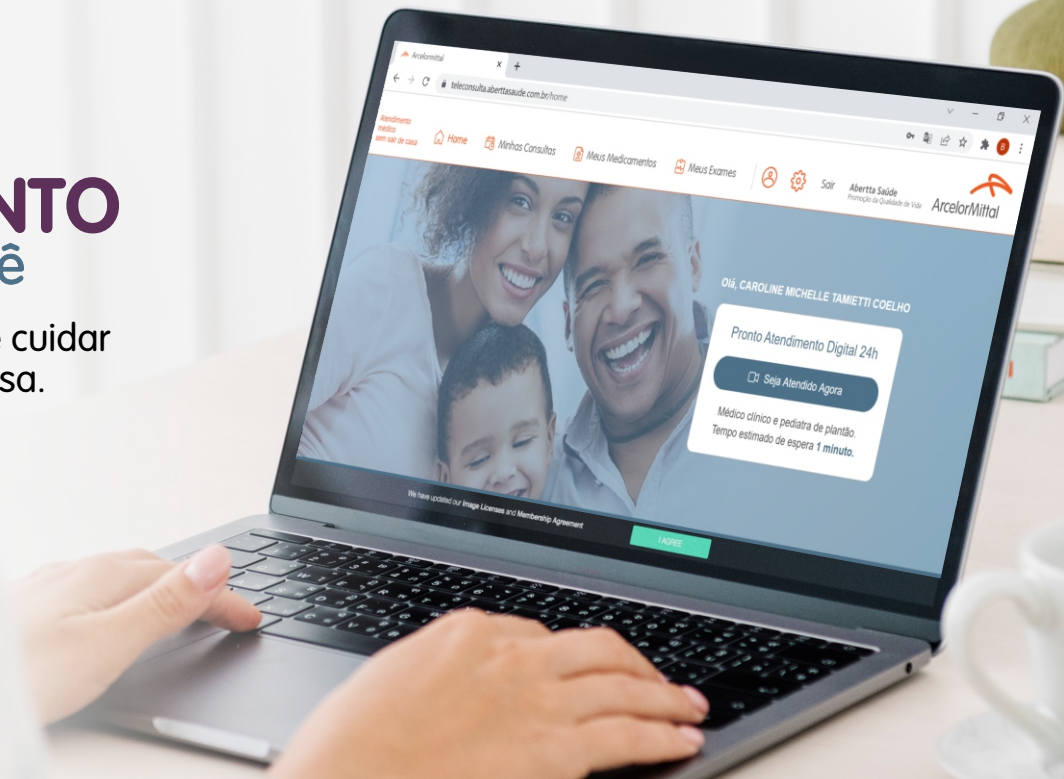 NTO
ê
cuidar
sa.
Arcelormittal
teleconsulta.aberttasaude.com.br/home
Atendimento
médico
sem sair de casa
Home
Minhas Consultas
Meus Medicamentos
Meus Exames
Sair
Abertta Saúde
Promoção da Qualidade de Vida
ArcelorMittal
Olá, CAROLINE MICHELLE TAMIETTI COELHO
Pronto Atendimento Digital 24h
Seja Atendido Agora
Médico clínico e pediatra de plantão.
Tempo estimado de espera 1 minuto.
We have updated our Image Licenses and Membership Agreement
I AGREE